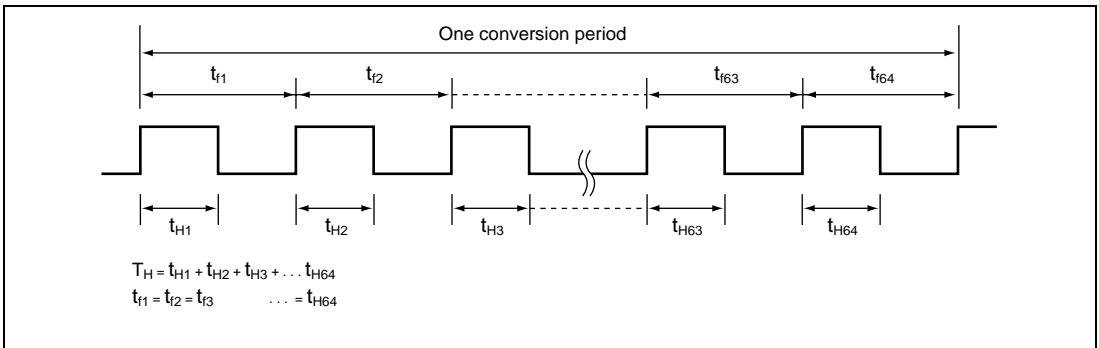 One conversion period
tf1 tf2 tf63 tf64
tH1 tH2 tH3 tH63 tH64
TH = tH1 + tH2 + tH3 + . . . tH64
tf1 = tf2 = tf3 . . . = tH64